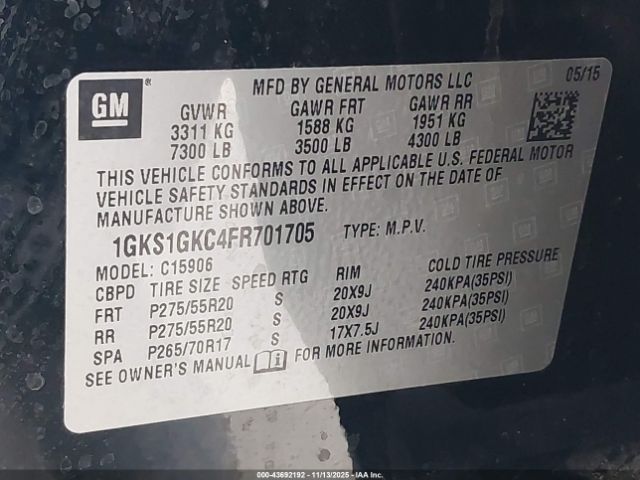 GM ®
MFD BY GENERAL MOTORS LLC 05/15
GVWR GAWR FRT GAWR RR
3311 KG 1588 KG 1951 KG
7300 LB 3500 LB 4300 LB
THIS VEHICLE CONFORMS TO ALL APPLICABLE U.S. FEDERAL MOTOR
VEHICLE SAFETY STANDARDS IN EFFECT ON THE DATE OF
MANUFACTURE SHOWN ABOVE.
1GKS1GKC4FR701705 TYPE: M.P.V.
MODEL: C15906
CBPD TIRE SIZE SPEED RTG RIM COLD TIRE PRESSURE
FRT P275/55R20 S 20X9J 240KPA(35PSI)
RR P275/55R20 S 20X9J 240KPA(35PSI)
SPA P265/70R17 S 17X7.5J 240KPA(35PSI)
SEE OWNER'S MANUAL FOR MORE INFORMATION.
000-43692192 - 11/13/2025 - IAA Inc.